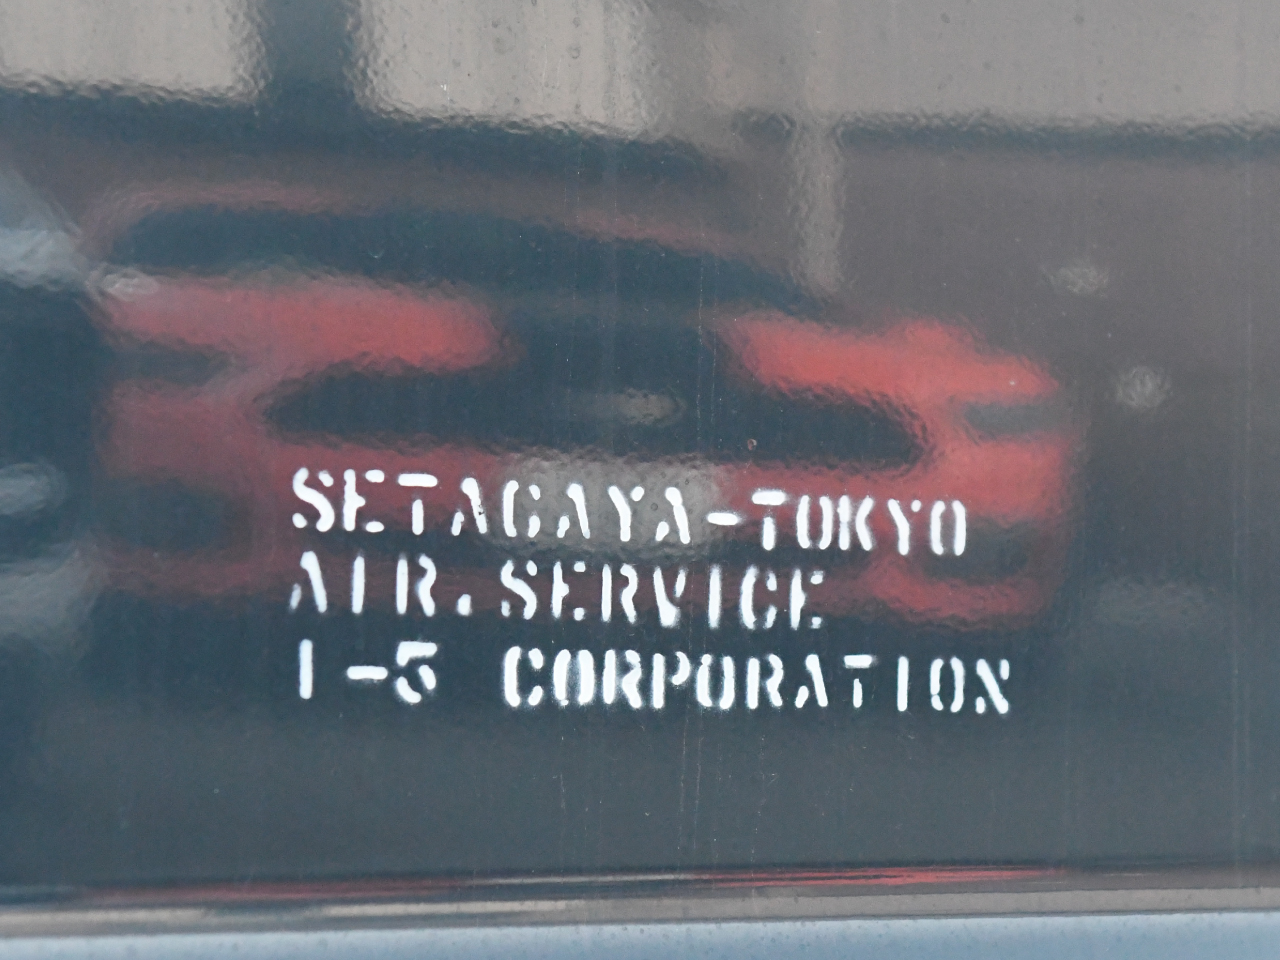 SETAGAYA-TOKYO
AIR.SERVICE
1-5 CORPORATION